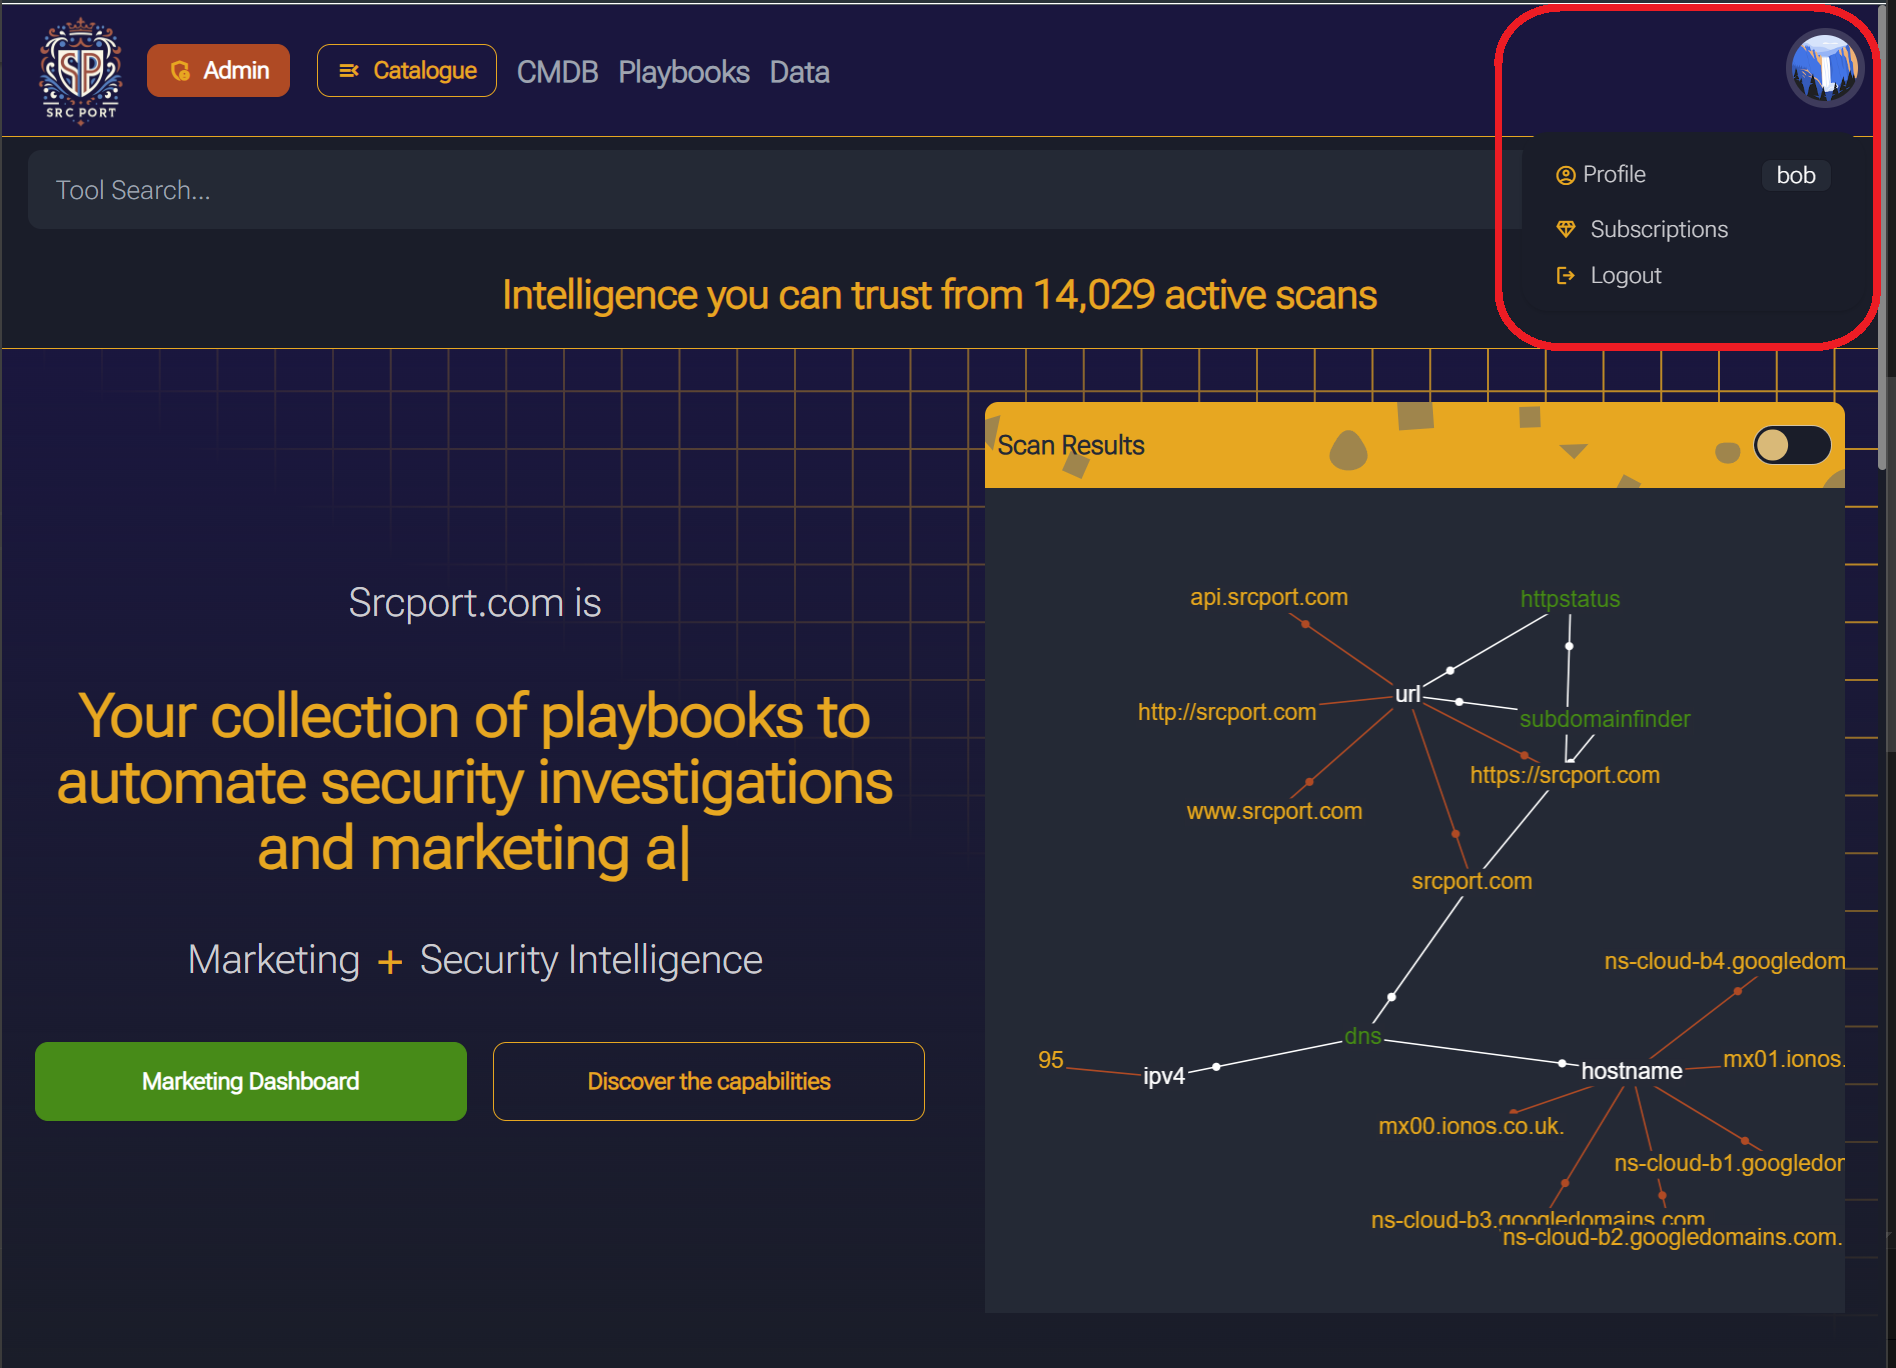 SP
SRC PORT
Admin
Catalogue
CMDB
Playbooks
Data
Profile
bob
Subscriptions
Logout
Tool Search...
Intelligence you can trust from 14,029 active scans
Srcport.com is
Your collection of playbooks to
automate security investigations
and marketing a|
Marketing + Security Intelligence
Marketing Dashboard
Discover the capabilities
Scan Results
api.srcport.com
httpstatus
url
http://srcport.com
subdomainfinder
https://srcport.com
www.srcport.com
srcport.com
ns-cloud-b4.googledom
dns
95
ipv4
hostname
mx01.ionos.
mx00.ionos.co.uk.
ns-cloud-b1.googledor
ns-cloud-b3.googledomains.com
ns-cloud-b2.googledomains.com.